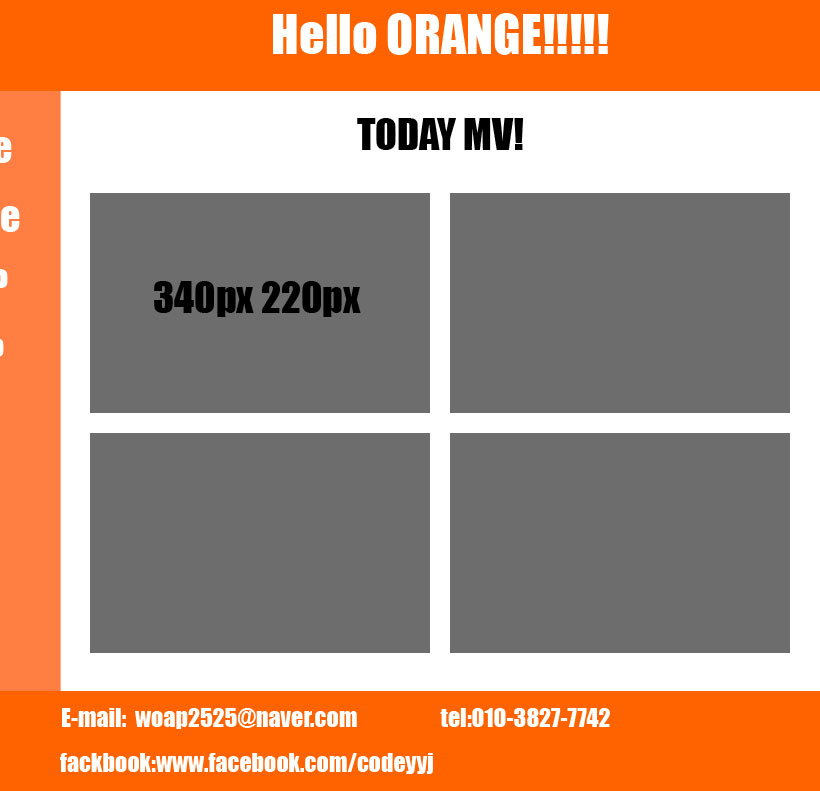 Hello ORANGE!!!!!
TODAY MV!
340px 220px
E-mail: woap2525@naver.com tel:010-3827-7742
fackbook:www.facebook.com/codeyyj